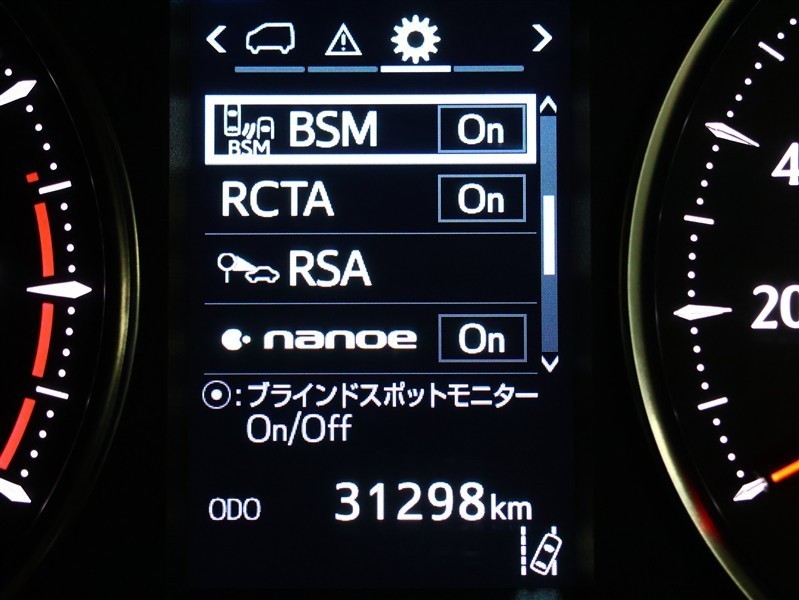 BSM BSM On
RCTA On
RSA
nanoe On
:ブラインドスポットモニター
On/Off
ODO 31298km
20